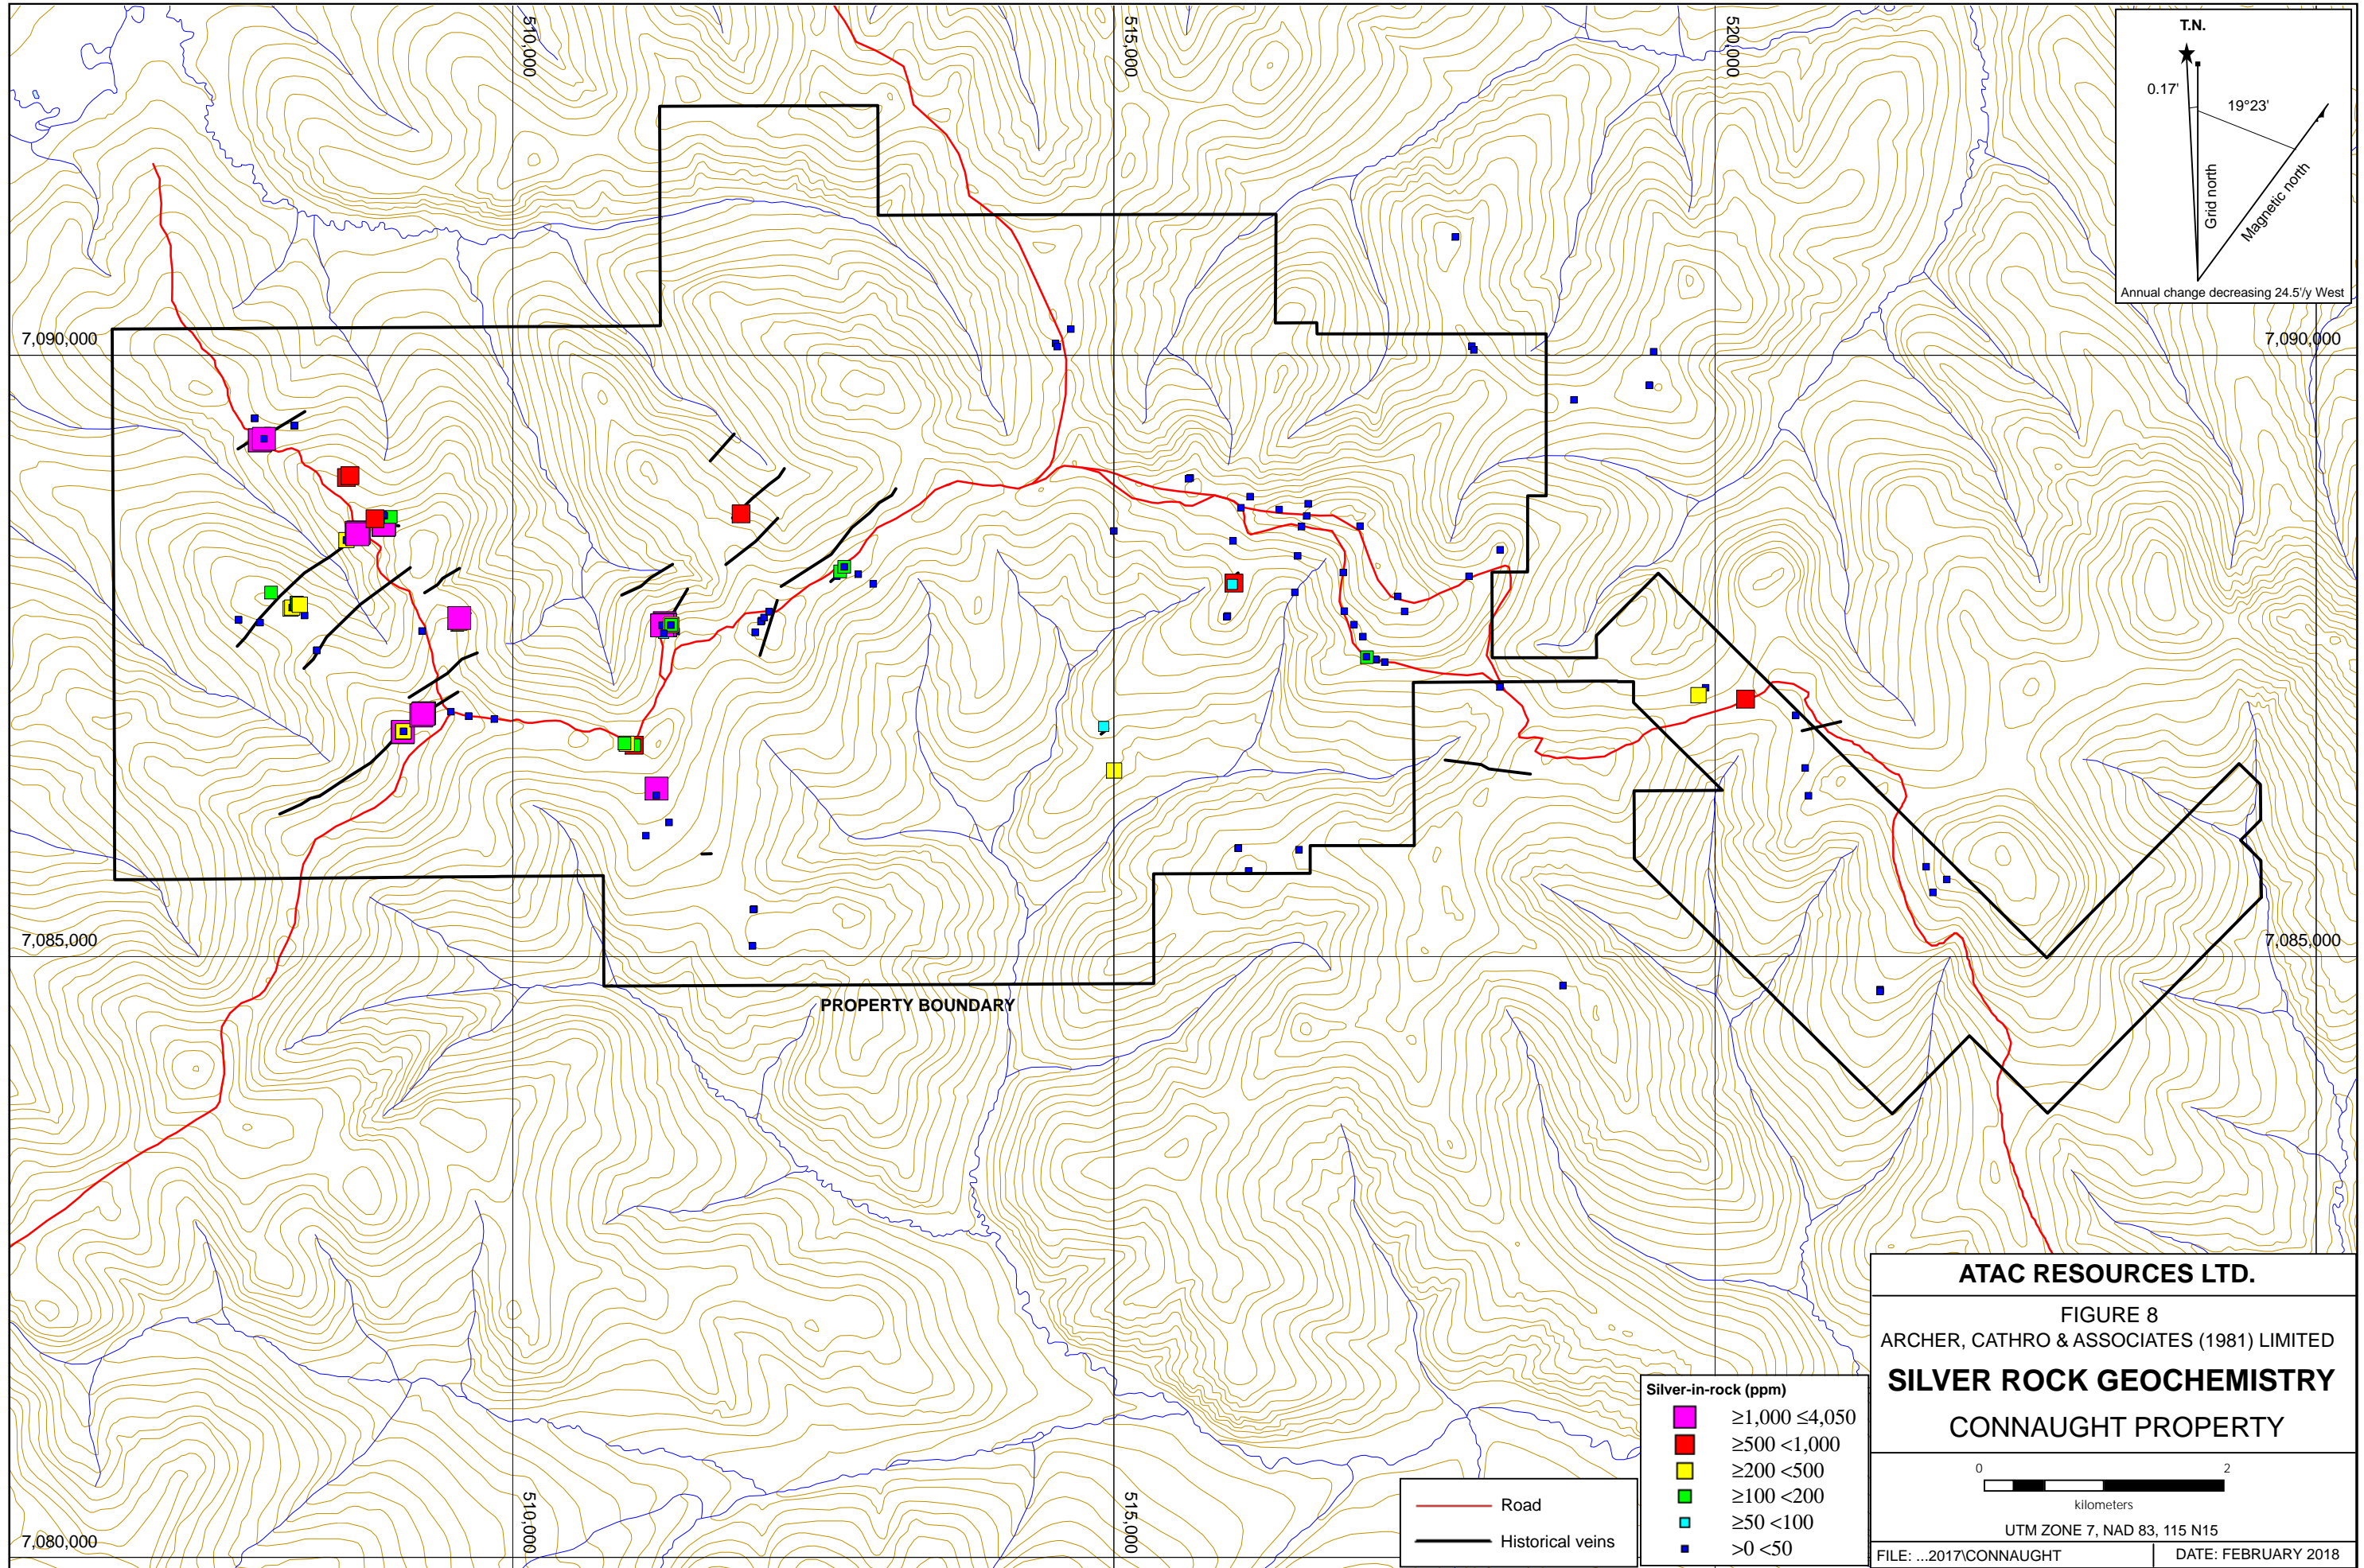 510,000
515,000
520,000
T.N.
0.17'
19°23'
Grid north
Magnetic north
Annual change decreasing 24.5'/y West
7,090,000
7,090,000
7,085,000
7,085,000
PROPERTY BOUNDARY
7,080,000
510,000
515,000
Road
Historical veins
Silver-in-rock (ppm)
≥1,000 ≤4,050
≥500 <1,000
≥200 <500
≥100 <200
≥50 <100
>0 <50
ATAC RESOURCES LTD.
FIGURE 8
ARCHER, CATHRO & ASSOCIATES (1981) LIMITED
SILVER ROCK GEOCHEMISTRY
CONNAUGHT PROPERTY
0 2
kilometers
UTM ZONE 7, NAD 83, 115 N15
FILE: ...2017\CONNAUGHT DATE: FEBRUARY 2018